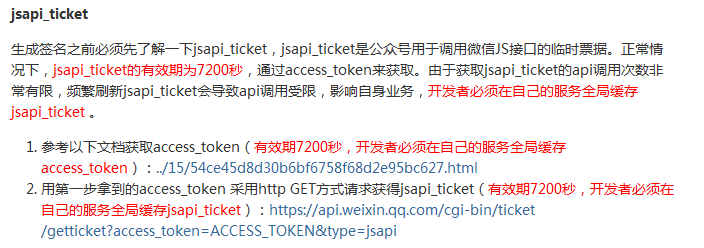 jsapi_ticket
生成签名之前必须先了解一下jsapi_ticket，jsapi_ticket是公众号用于调用微信JS接口的临时票据。正常情
况下，jsapi_ticket的有效期为7200秒，通过access_token来获取。由于获取jsapi_ticket的api调用次数非
常有限，频繁刷新jsapi_ticket会导致api调用受限，影响自身业务，开发者必须在自己的服务全局缓存
jsapi_ticket 。
1. 参考以下文档获取access_token（有效期7200秒，开发者必须在自己的服务全局缓存
access_token）：../15/54ce45d8d30b6bf6758f68d2e95bc627.html
2. 用第一步拿到的access_token 采用http GET方式请求获得jsapi_ticket（有效期7200秒，开发者必须在
自己的服务全局缓存jsapi_ticket）：https://api.weixin.qq.com/cgi-bin/ticket
/getticket?access_token=ACCESS_TOKEN&type=jsapi